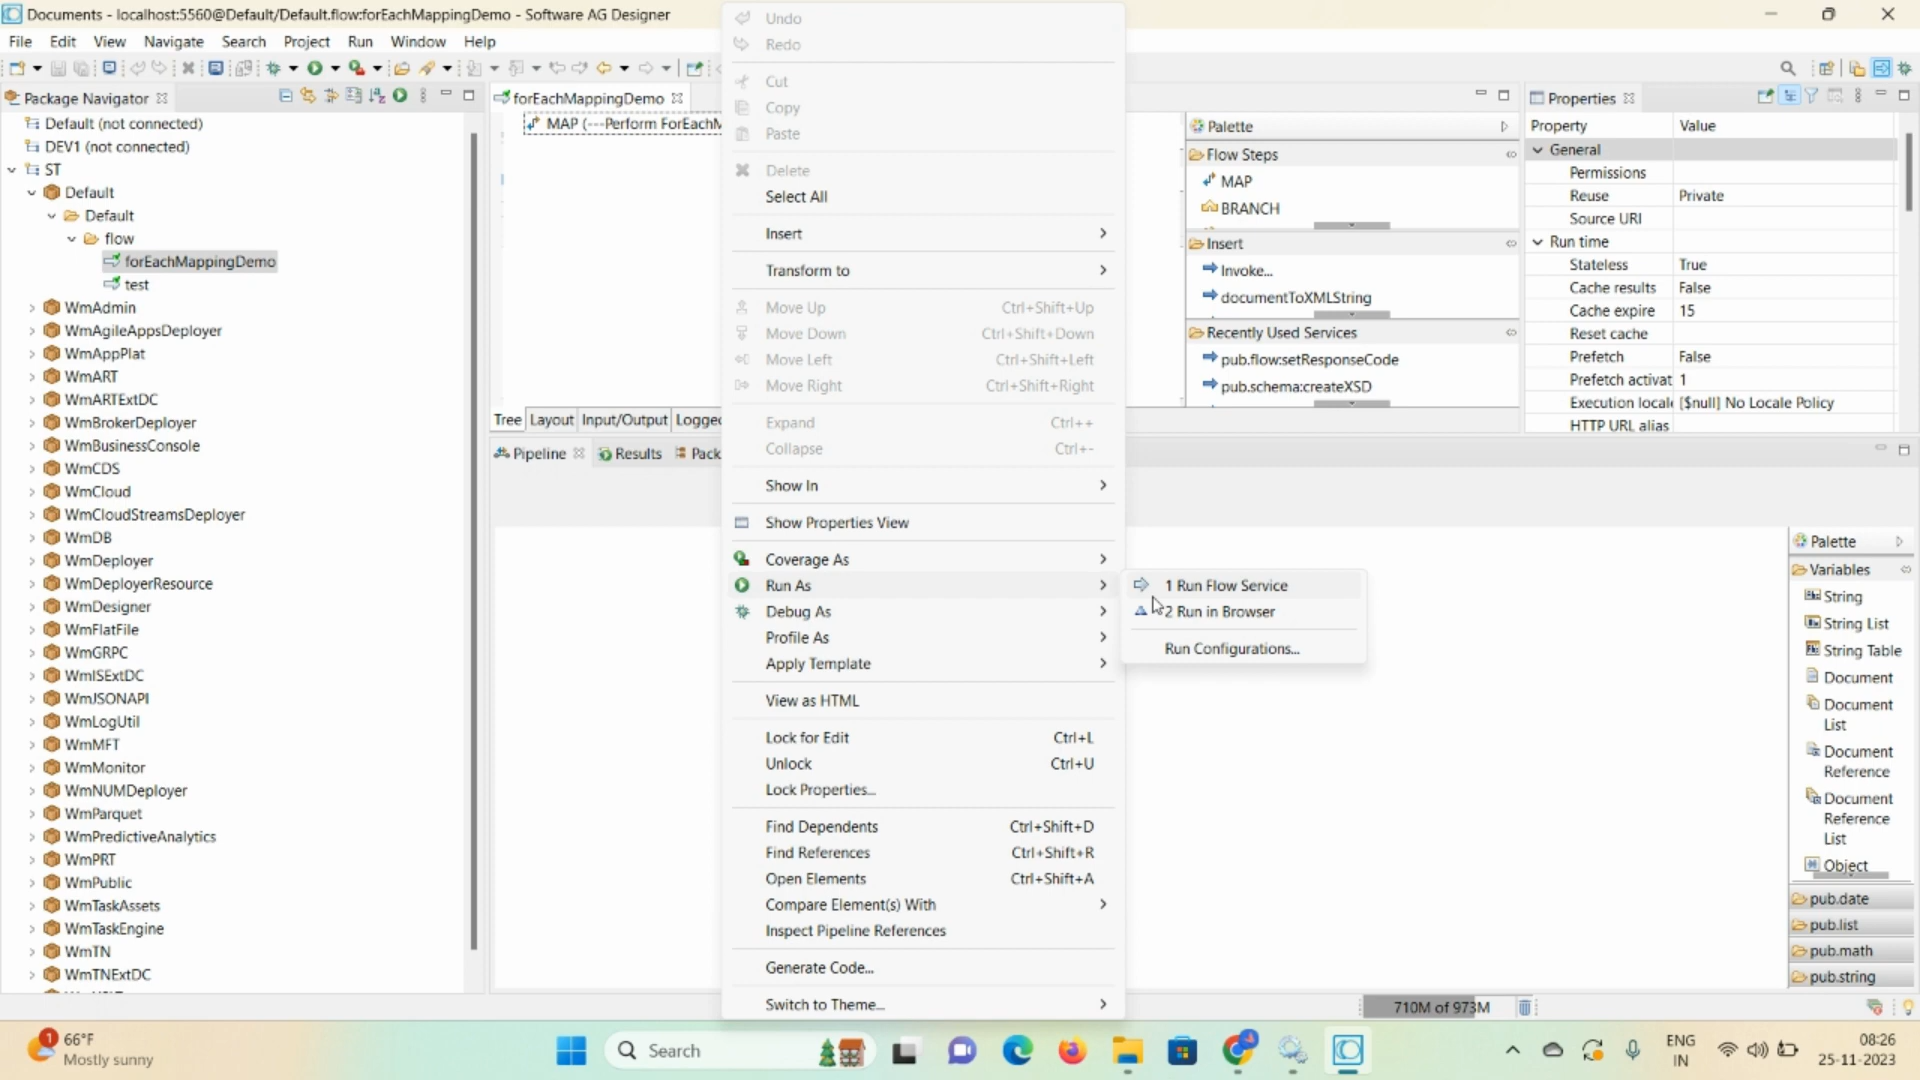 Documents - localhost:5560@Default/Default.flow:forEachMappingDemo - Software AG Designer
File Edit View Navigate Search Project Run Window Help
Package Navigator
Default (not connected)
DEV1 (not connected)
ST
Default
Default
flow
forEachMappingDemo
test
WmAdmin
WmAgileAppsDeployer
WmAppPlat
WmART
WmARTExtDC
WmBrokerDeployer
WmBusinessConsole
WmCDS
WmCloud
WmCloudStreamsDeployer
WmDB
WmDeployer
WmDeployerResource
WmDesigner
WmFlatFile
WmGRPC
WmISExtDC
WmJSONAPI
WmLogUtil
WmMFT
WmMonitor
WmNUMDeployer
WmParquet
WmPredictiveAnalytics
WmPRT
WmPublic
WmTaskAssets
WmTaskEngine
WmTN
WmTNExtDC
forEachMappingDemo
MAP (---Perform ForEachM
Tree Layout Input/Output Logged
Pipeline Results Pack
Undo
Redo
Cut
Copy
Paste
Delete
Select All
Insert
Transform to
Move Up Ctrl+Shift+Up
Move Down Ctrl+Shift+Down
Move Left Ctrl+Shift+Left
Move Right Ctrl+Shift+Right
Expand Ctrl++
Collapse Ctrl+-
Show In
Show Properties View
Coverage As
Run As
Debug As
Profile As
Apply Template
View as HTML
Lock for Edit Ctrl+L
Unlock Ctrl+U
Lock Properties...
Find Dependents Ctrl+Shift+D
Find References Ctrl+Shift+R
Open Elements Ctrl+Shift+A
Compare Element(s) With
Inspect Pipeline References
Generate Code...
Switch to Theme...
1 Run Flow Service
2 Run in Browser
Run Configurations...
Palette
Flow Steps
MAP
BRANCH
Insert
Invoke...
documentToXMLString
Recently Used Services
pub.flow:setResponseCode
pub.schema:createXSD
Properties
Property Value
General
Permissions
Reuse Private
Source URI
Run time
Stateless True
Cache results False
Cache expire 15
Reset cache
Prefetch False
Prefetch activat 1
Execution locale [$null] No Locale Policy
HTTP URL alias
Palette
Variables
String
String List
String Table
Document
Document List
Document Reference
Document Reference List
Object
pub.date
pub.list
pub.math
pub.string
710M of 973M
1
66°F
Mostly sunny
Search
4
ENG
IN
08:26
25-11-2023